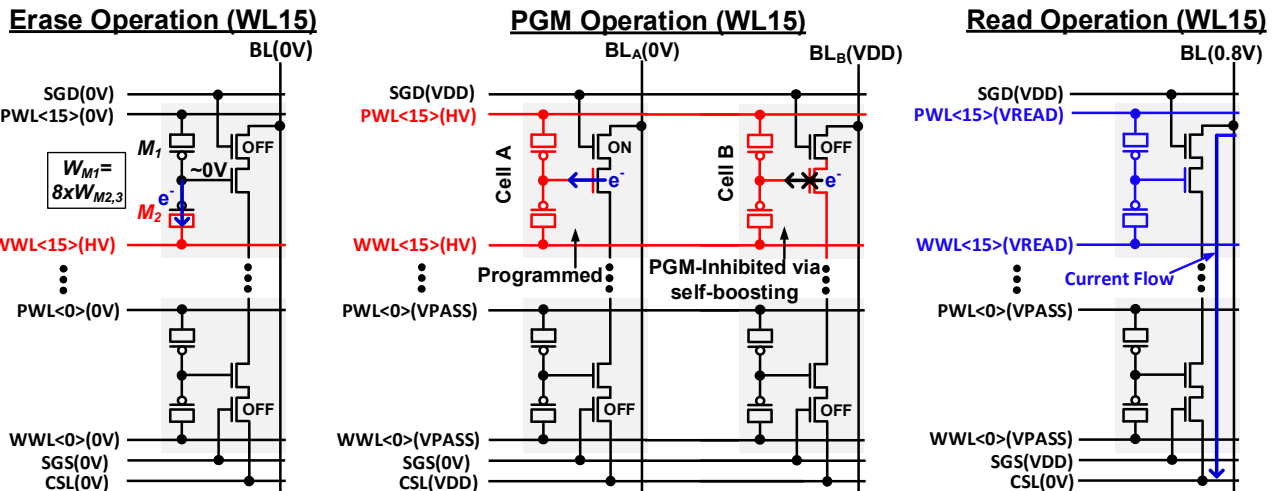 Erase Operation (WL15)
BL(0V)
SGD(0V)
PWL<15>(0V)
M1
OFF
WM1=
8xWM2,3
~0V
e-
M2
WWL<15>(HV)
PWL<0>(0V)
OFF
WWL<0>(0V)
SGS(0V)
CSL(0V)
PGM Operation (WL15)
BLA(0V)
BLB(VDD)
SGD(VDD)
PWL<15>(HV)
Cell A
ON
e-
Cell B
OFF
e-
WWL<15>(HV)
Programmed
PGM-Inhibited via
self-boosting
PWL<0>(VPASS)
OFF
OFF
WWL<0>(VPASS)
SGS(0V)
CSL(VDD)
Read Operation (WL15)
BL(0.8V)
SGD(VDD)
PWL<15>(VREAD)
WWL<15>(VREAD)
Current Flow
PWL<0>(VPASS)
WWL<0>(VPASS)
SGS(VDD)
CSL(0V)